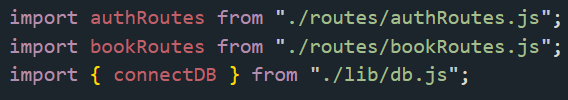 import authRoutes from "./routes/authRoutes.js";
import bookRoutes from "./routes/bookRoutes.js";
import { connectDB } from "./lib/db.js";